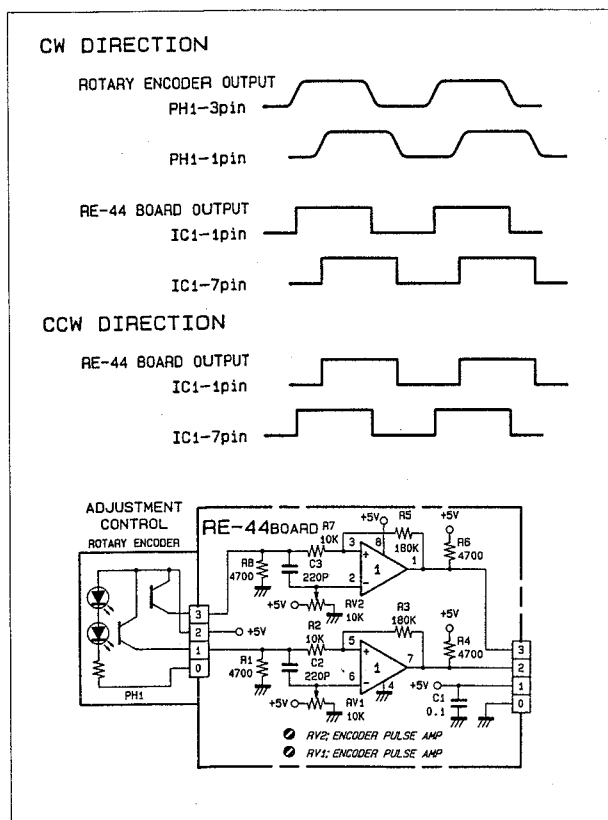 CW DIRECTION
ROTARY ENCODER OUTPUT
PH1-3pin
PH1-1pin
RE-44 BOARD OUTPUT
IC1-1pin
IC1-7pin
CCW DIRECTION
RE-44 BOARD OUTPUT
IC1-1pin
IC1-7pin
ADJUSTMENT
CONTROL
ROTARY ENCODER
RE-44 BOARD
R7
10K
+5V
R5
180K
+5V
R6
4700
R8
4700
C3
220P
3
8
+
1
1
2
-
+5V
RV2
10K
3
2
1
0
+5V
PH1
R2
10K
R3
180K
R1
4700
C2
220P
5
+
1
7
6
-
4
+5V
RV1
10K
+5V
R4
4700
+5V
C1
0.1
3
2
1
0
RV2; ENCODER PULSE AMP
RV1; ENCODER PULSE AMP